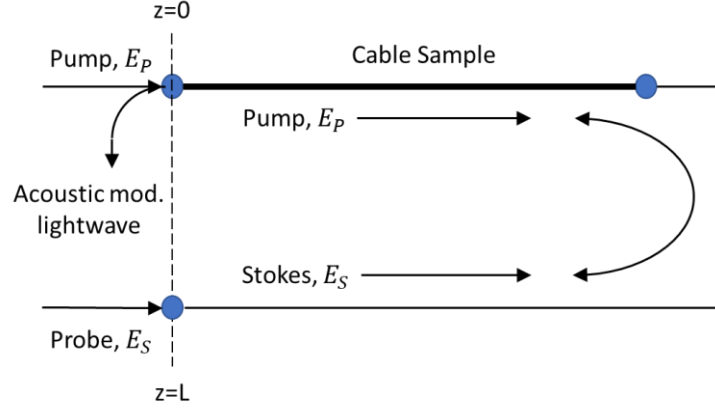 z=0
Pump, E_P
Cable Sample
Pump, E_P
Acoustic mod.
lightwave
Stokes, E_S
Probe, E_S
z=L